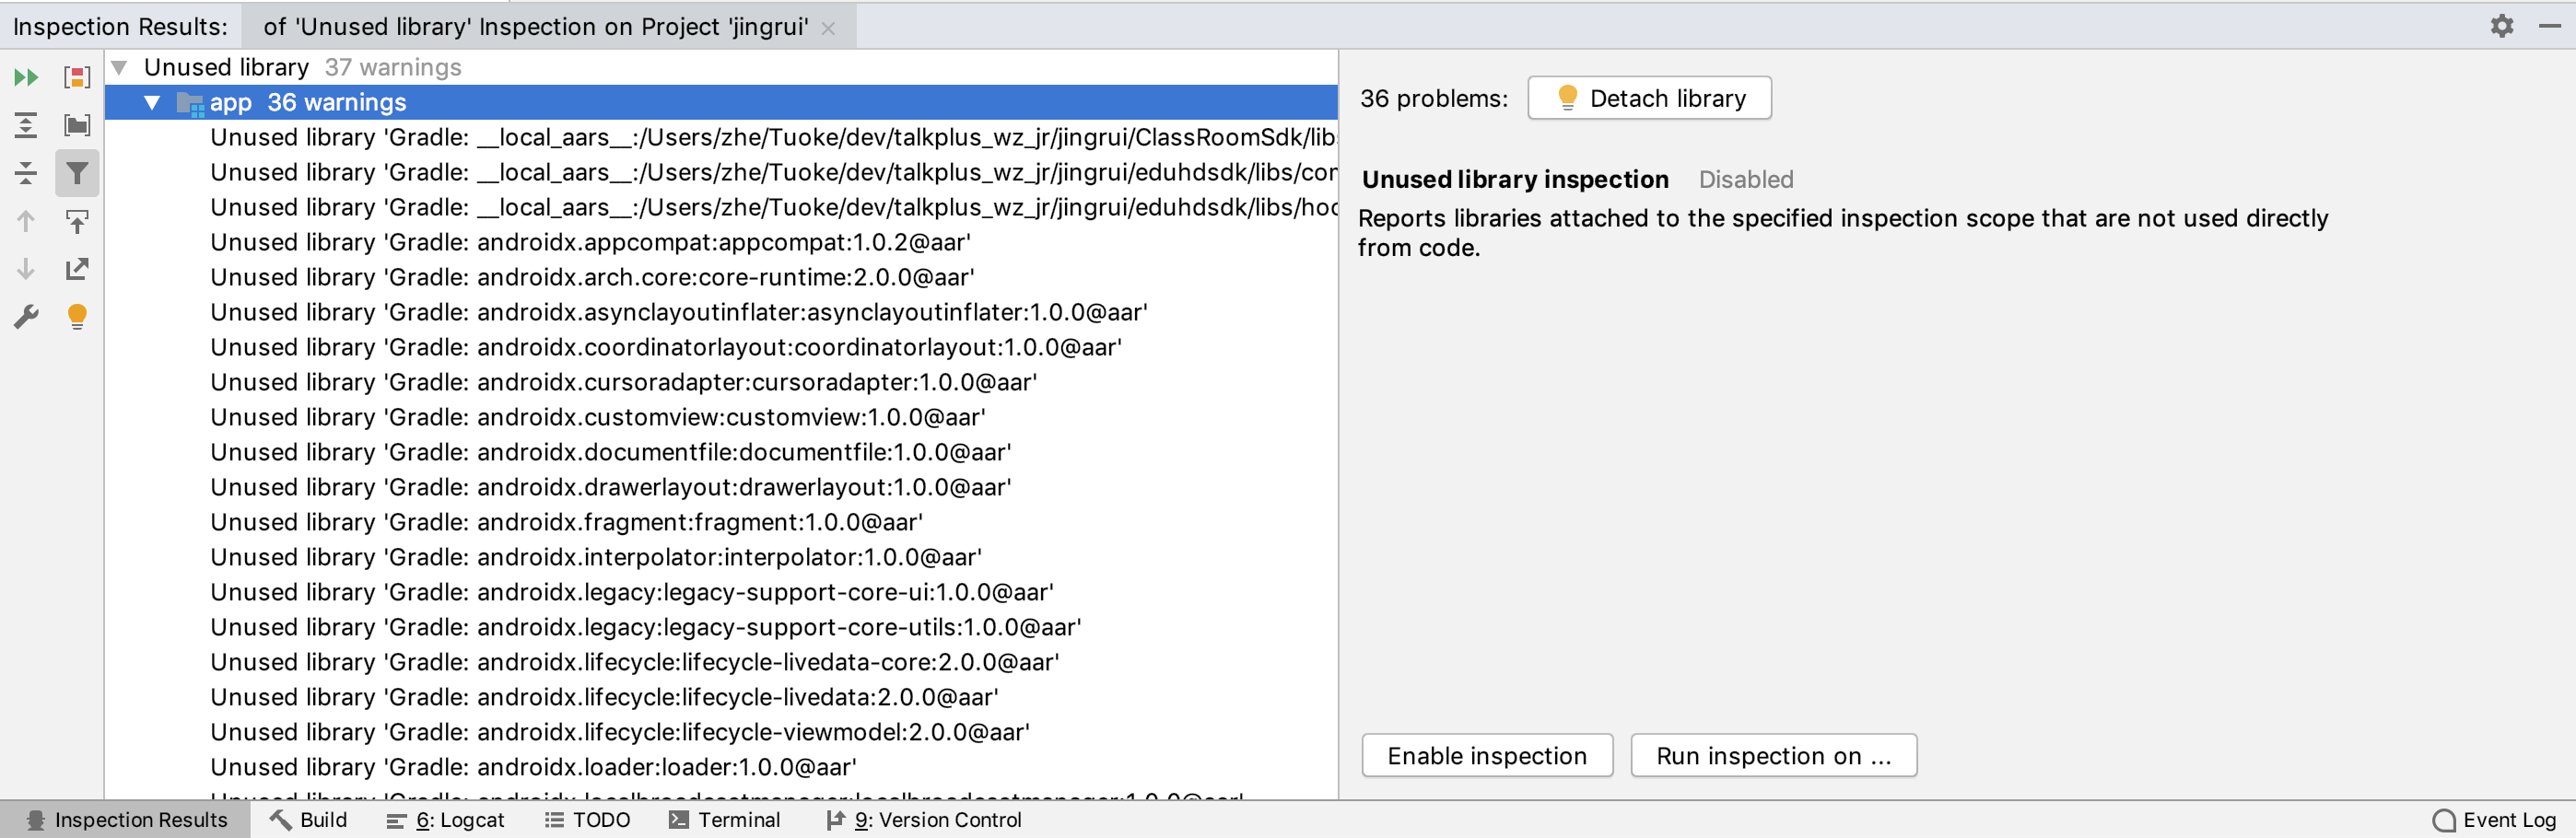 Inspection Results: of 'Unused library' Inspection on Project 'jingrui'
Unused library 37 warnings
app 36 warnings
Unused library 'Gradle: __local_aars__:/Users/zhe/Tuoke/dev/talkplus_wz_jr/jingrui/ClassRoomSdk/lib
Unused library 'Gradle: __local_aars__:/Users/zhe/Tuoke/dev/talkplus_wz_jr/jingrui/eduhdsdk/libs/co
Unused library 'Gradle: __local_aars__:/Users/zhe/Tuoke/dev/talkplus_wz_jr/jingrui/eduhdsdk/libs/ho
Unused library 'Gradle: androidx.appcompat:appcompat:1.0.2@aar'
Unused library 'Gradle: androidx.arch.core:core-runtime:2.0.0@aar'
Unused library 'Gradle: androidx.asynclayoutinflater:asynclayoutinflater:1.0.0@aar'
Unused library 'Gradle: androidx.coordinatorlayout:coordinatorlayout:1.0.0@aar'
Unused library 'Gradle: androidx.cursoradapter:cursoradapter:1.0.0@aar'
Unused library 'Gradle: androidx.customview:customview:1.0.0@aar'
Unused library 'Gradle: androidx.documentfile:documentfile:1.0.0@aar'
Unused library 'Gradle: androidx.drawerlayout:drawerlayout:1.0.0@aar'
Unused library 'Gradle: androidx.fragment:fragment:1.0.0@aar'
Unused library 'Gradle: androidx.interpolator:interpolator:1.0.0@aar'
Unused library 'Gradle: androidx.legacy:legacy-support-core-ui:1.0.0@aar'
Unused library 'Gradle: androidx.legacy:legacy-support-core-utils:1.0.0@aar'
Unused library 'Gradle: androidx.lifecycle:lifecycle-livedata-core:2.0.0@aar'
Unused library 'Gradle: androidx.lifecycle:lifecycle-livedata:2.0.0@aar'
Unused library 'Gradle: androidx.lifecycle:lifecycle-viewmodel:2.0.0@aar'
Unused library 'Gradle: androidx.loader:loader:1.0.0@aar'
Unused library 'Gradle: androidx.localbroadcastmanager:localbroadcastmanager:1.0.0@aar'
36 problems: Detach library
Unused library inspection Disabled
Reports libraries attached to the specified inspection scope that are not used directly
from code.
Enable inspection Run inspection on ...
Inspection Results Build 6: Logcat TODO Terminal 9: Version Control Event Log